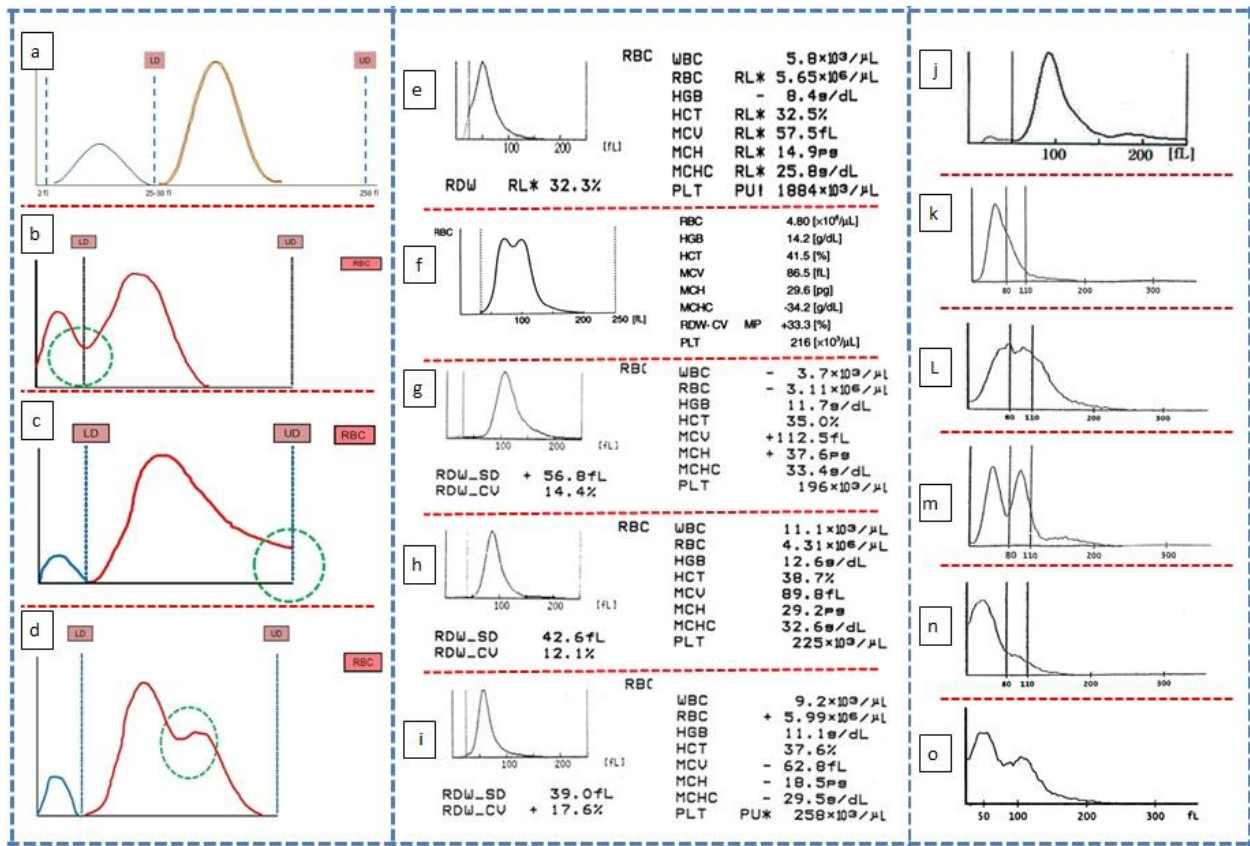 a
LD
UD
2 fl
25-30 fl
250 fl
b
LD
UD
RBC
c
LD
UD
RBC
d
LD
UD
RBC
e
RBC
100 200 [fL]
RDW RL* 32.3%
WBC 5.8×10³/µL
RBC RL* 5.65×10⁶/µL
HGB - 8.4g/dL
HCT RL* 32.5%
MCV RL* 57.5fL
MCH RL* 14.9pg
MCHC RL* 25.8g/dL
PLT PU! 1884×10³/µL
f
RBC
100 200 250 [fL]
RBC 4.80 [×10⁶/µL]
HGB 14.2 [g/dL]
HCT 41.5 [%]
MCV 86.5 [fL]
MCH 29.6 [pg]
MCHC -34.2 [g/dL]
RDW-CV MP +33.3 [%]
PLT 216 [×10³/µL]
g
RBC
100 200 [fL]
RDW_SD + 56.8fL
RDW_CV 14.4%
WBC - 3.7×10³/µL
RBC - 3.11×10⁶/µL
HGB 11.7g/dL
HCT 35.0%
MCV +112.5fL
MCH + 37.6pg
MCHC 33.4g/dL
PLT 196×10³/µL
h
RBC
100 200 [fL]
RDW_SD 42.6fL
RDW_CV 12.1%
WBC 11.1×10³/µL
RBC 4.31×10⁶/µL
HGB 12.6g/dL
HCT 38.7%
MCV 89.8fL
MCH 29.2pg
MCHC 32.6g/dL
PLT 225×10³/µL
i
RBC
100 200 [fL]
RDW_SD 39.0fL
RDW_CV + 17.6%
WBC 9.2×10³/µL
RBC + 5.99×10⁶/µL
HGB 11.1g/dL
HCT 37.6%
MCV - 62.8fL
MCH - 18.5pg
MCHC - 29.5g/dL
PLT PU* 258×10³/µL
j
100 200 [fL]
k
80 110 200 300
L
60 110 200 300
m
80 110 200 300
n
80 110 200 300
o
50 100 200 300 fL